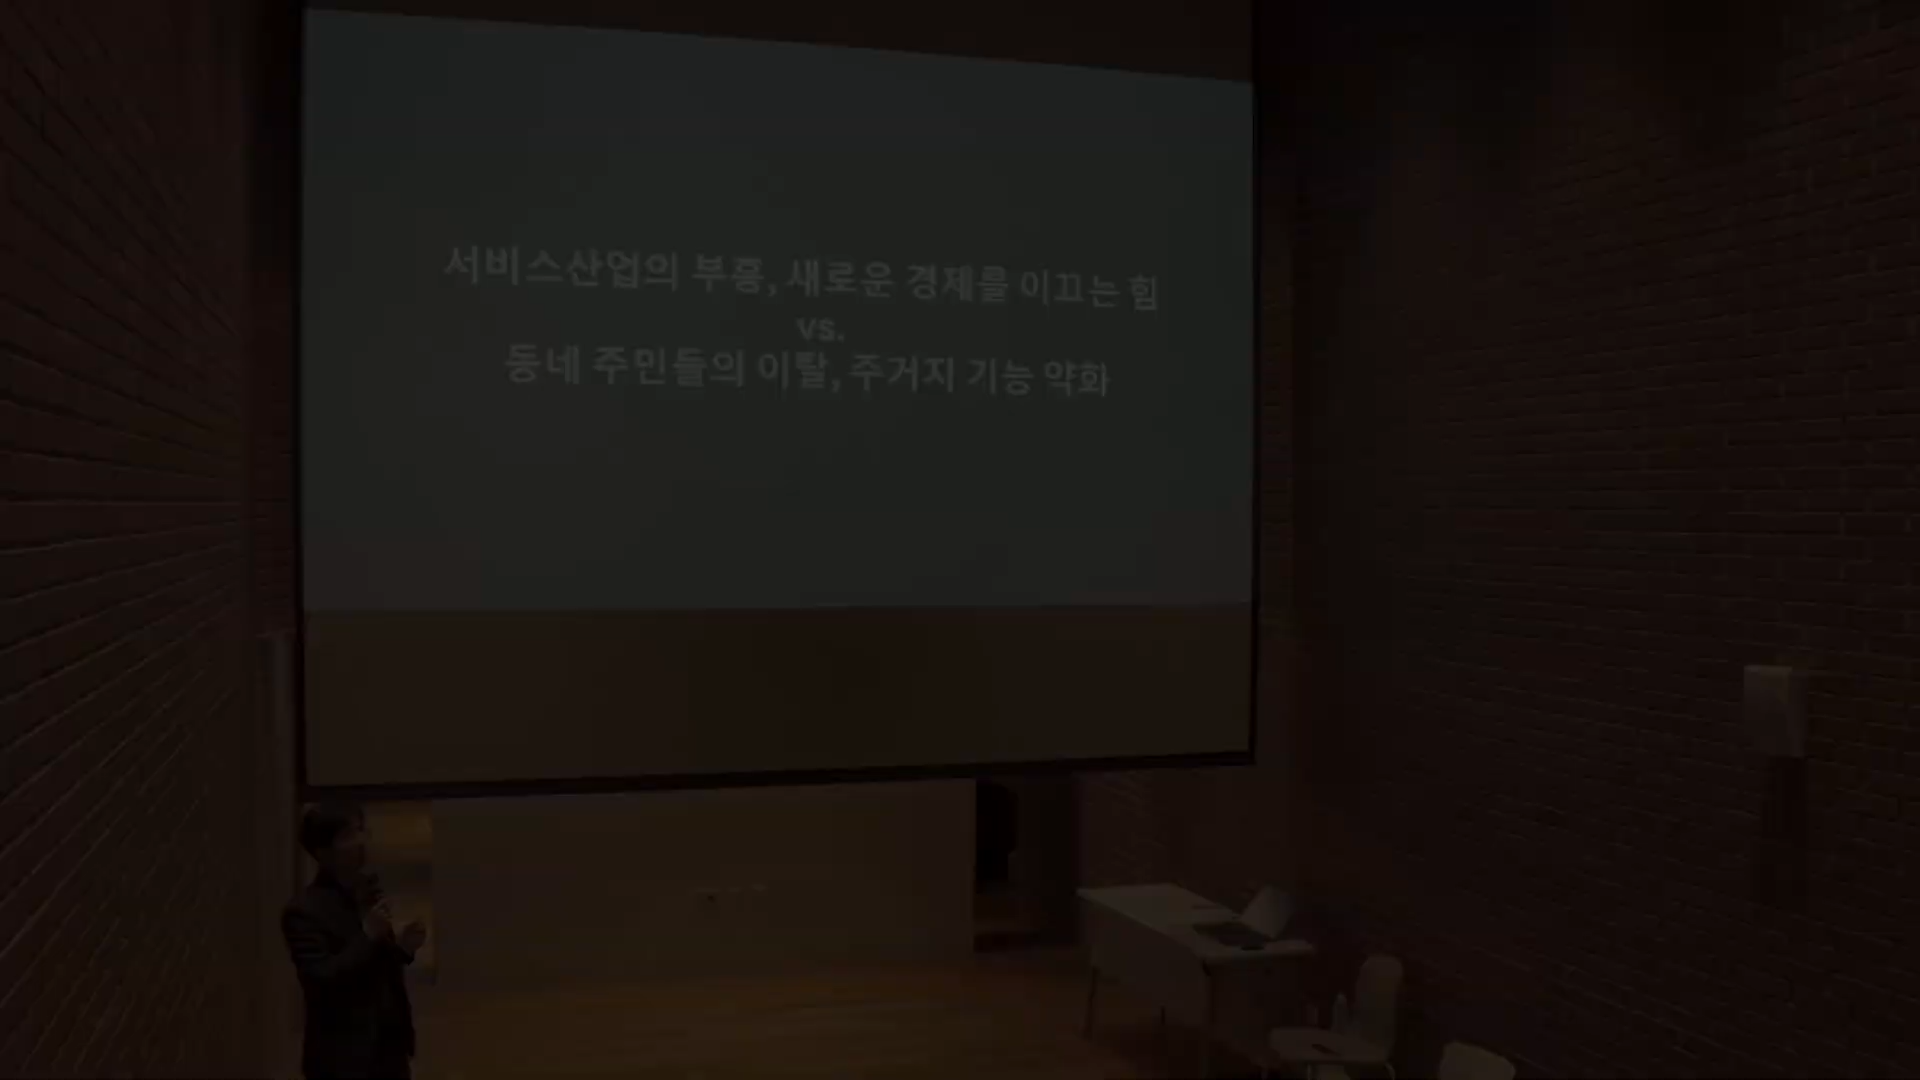 서비스산업의 부흥, 새로운 경제를 이끄는 힘
vs.
동네 주민들의 이탈, 주거지 기능 약화